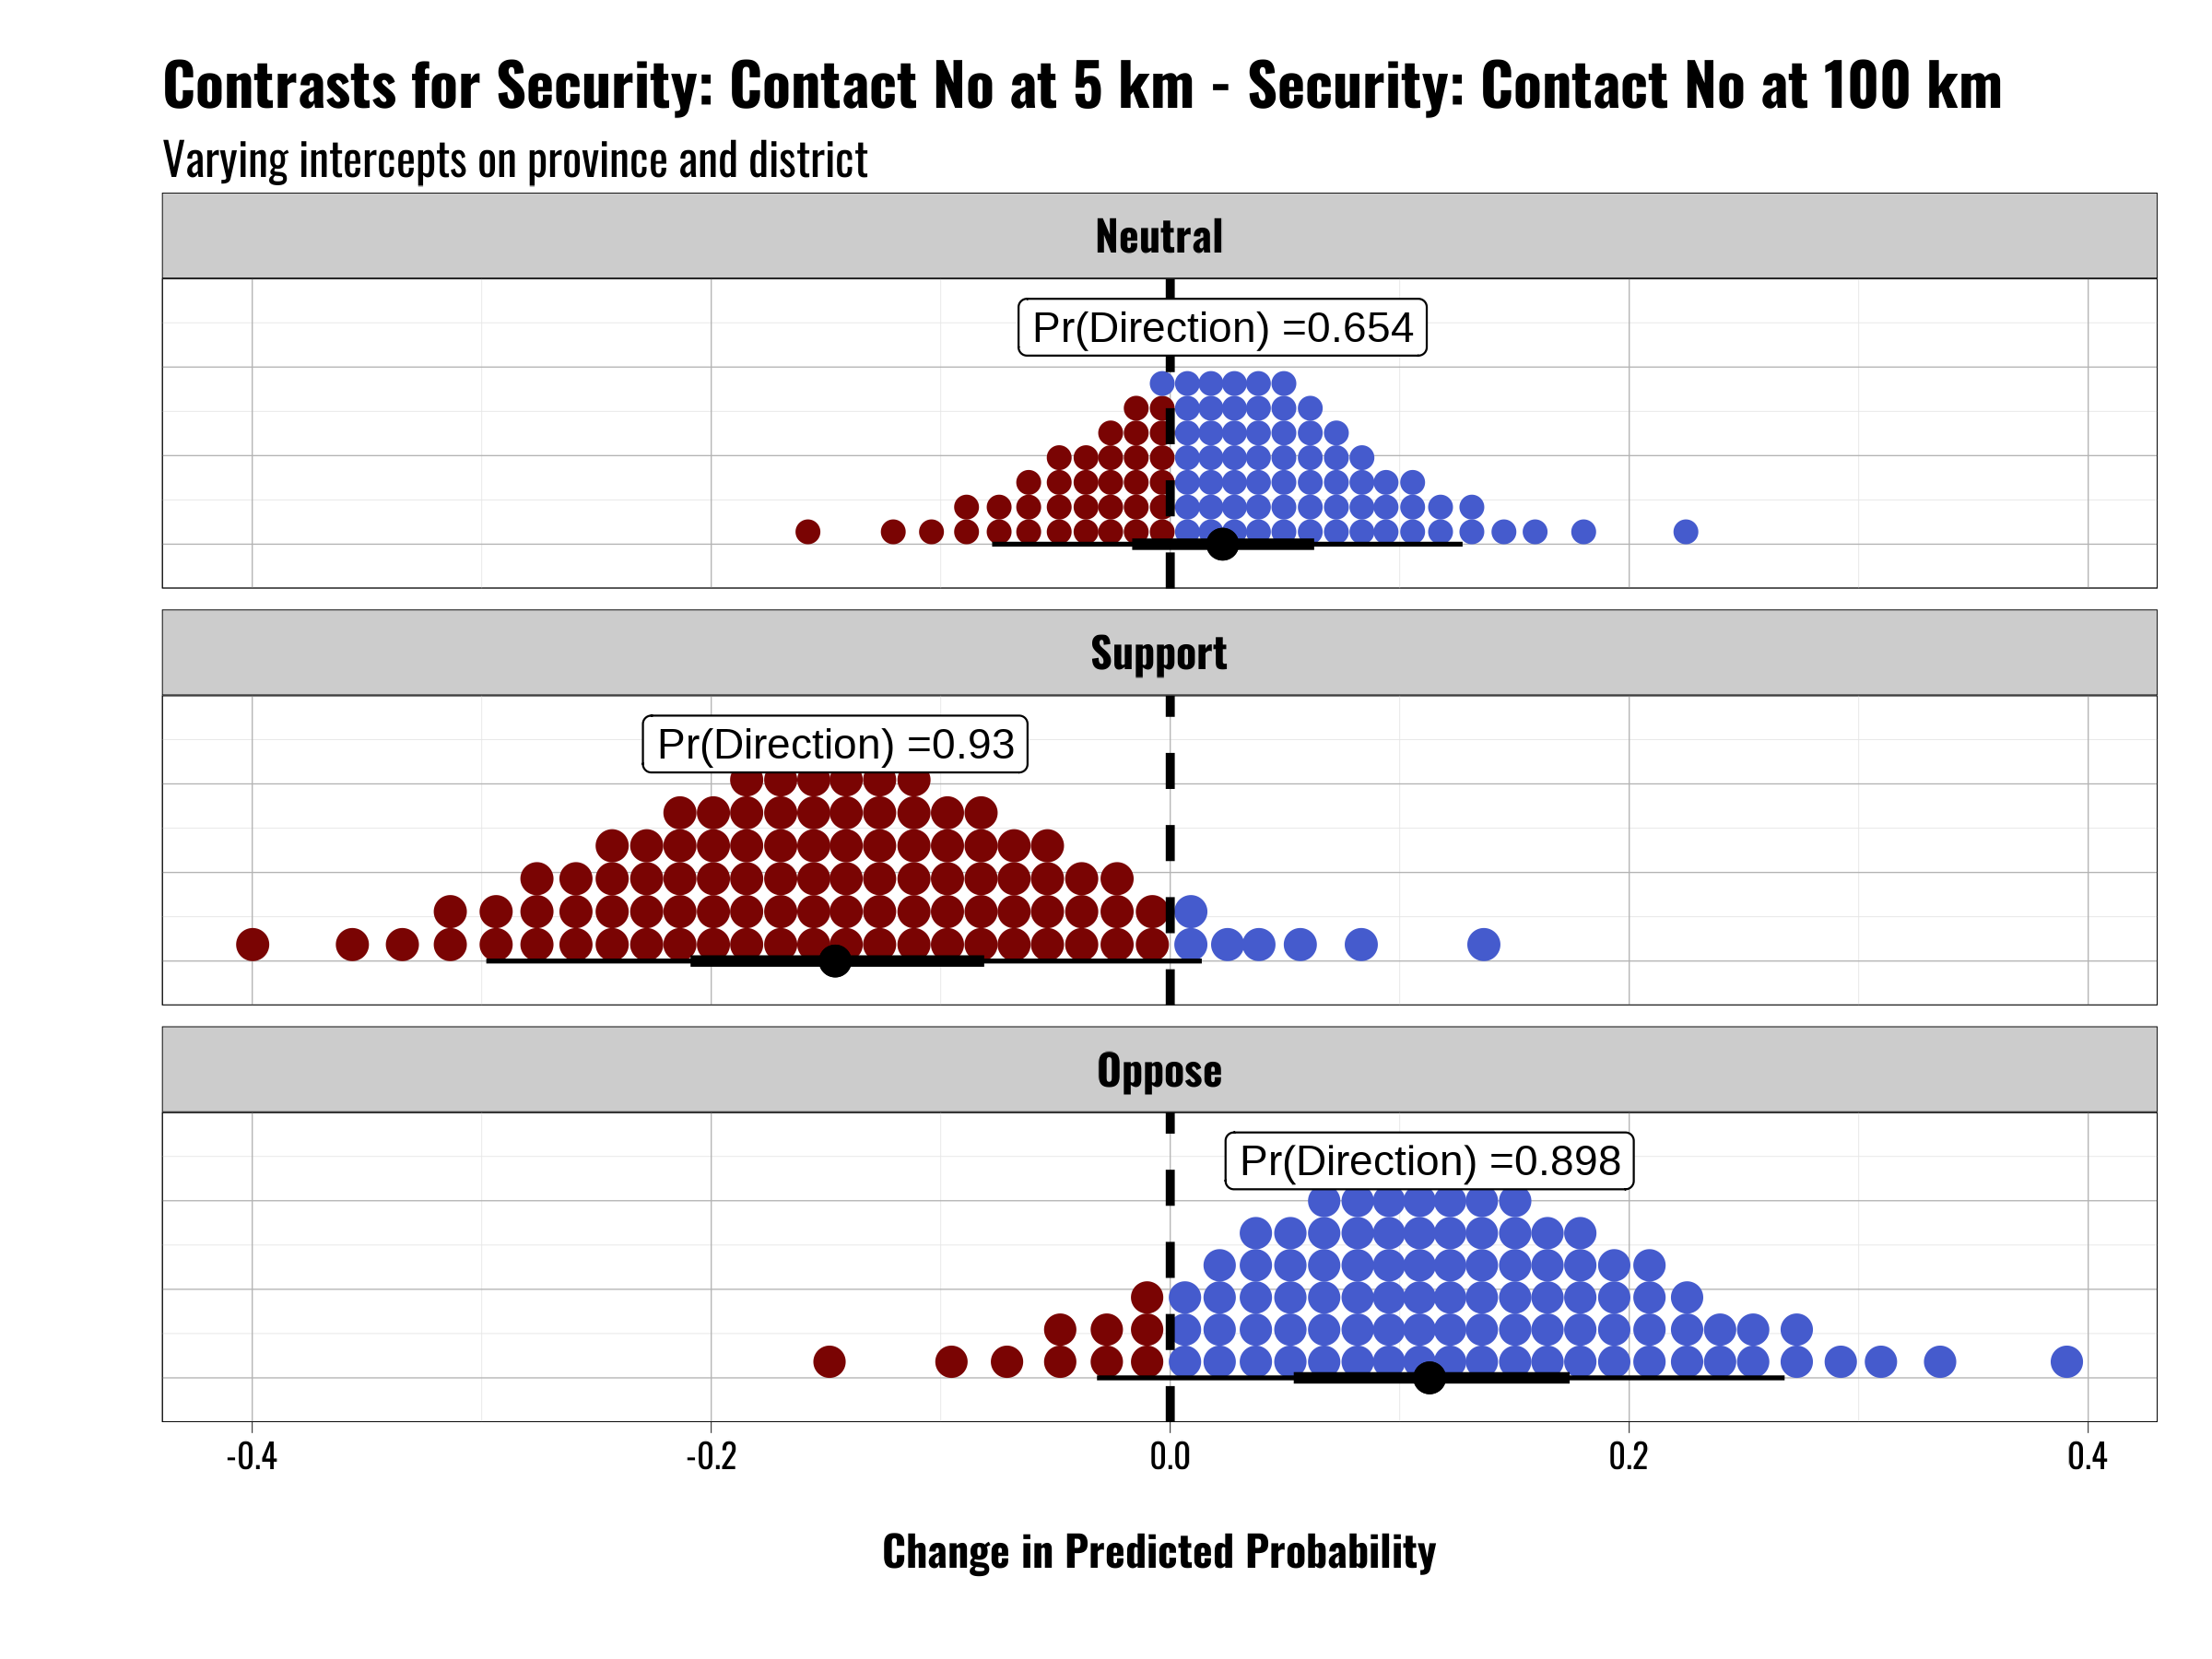 Contrasts for Security: Contact No at 5 km - Security: Contact No at 100 km
Varying intercepts on province and district
Neutral
Pr(Direction) =0.654
Support
Pr(Direction) =0.93
Oppose
Pr(Direction) =0.898
-0.4 -0.2 0.0 0.2 0.4
Change in Predicted Probability